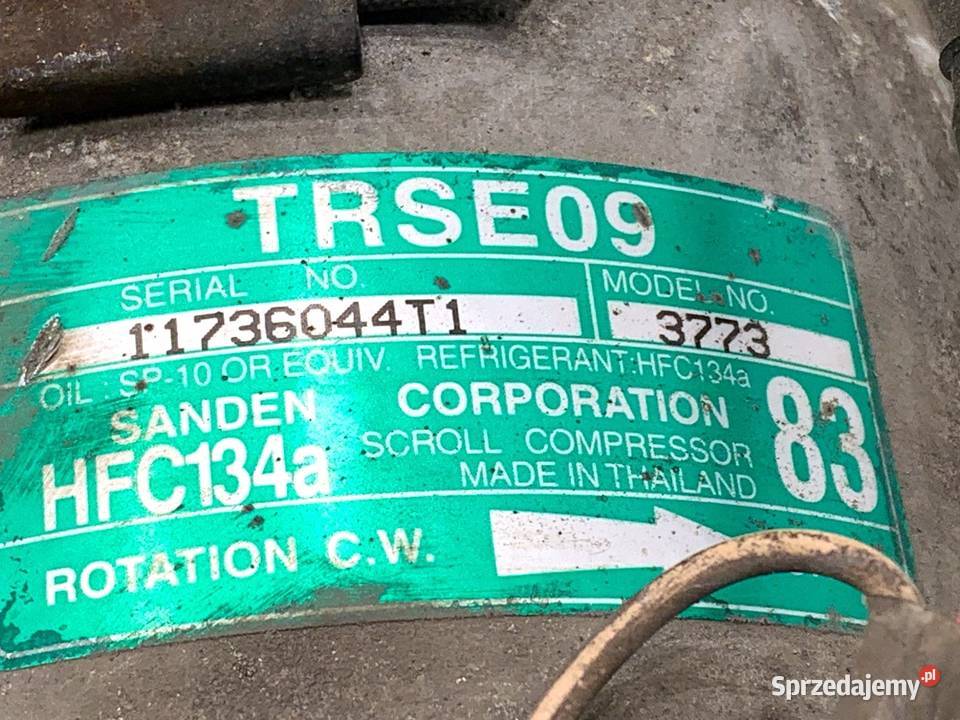 TRSE09
SERIAL NO. MODEL NO.
11736044T1 3773
OIL : SP-10 OR EQUIV. REFRIGERANT:HFC134a
SANDEN CORPORATION
HFC134a SCROLL COMPRESSOR 83
MADE IN THAILAND
ROTATION C.W.
Sprzedajemy.pl